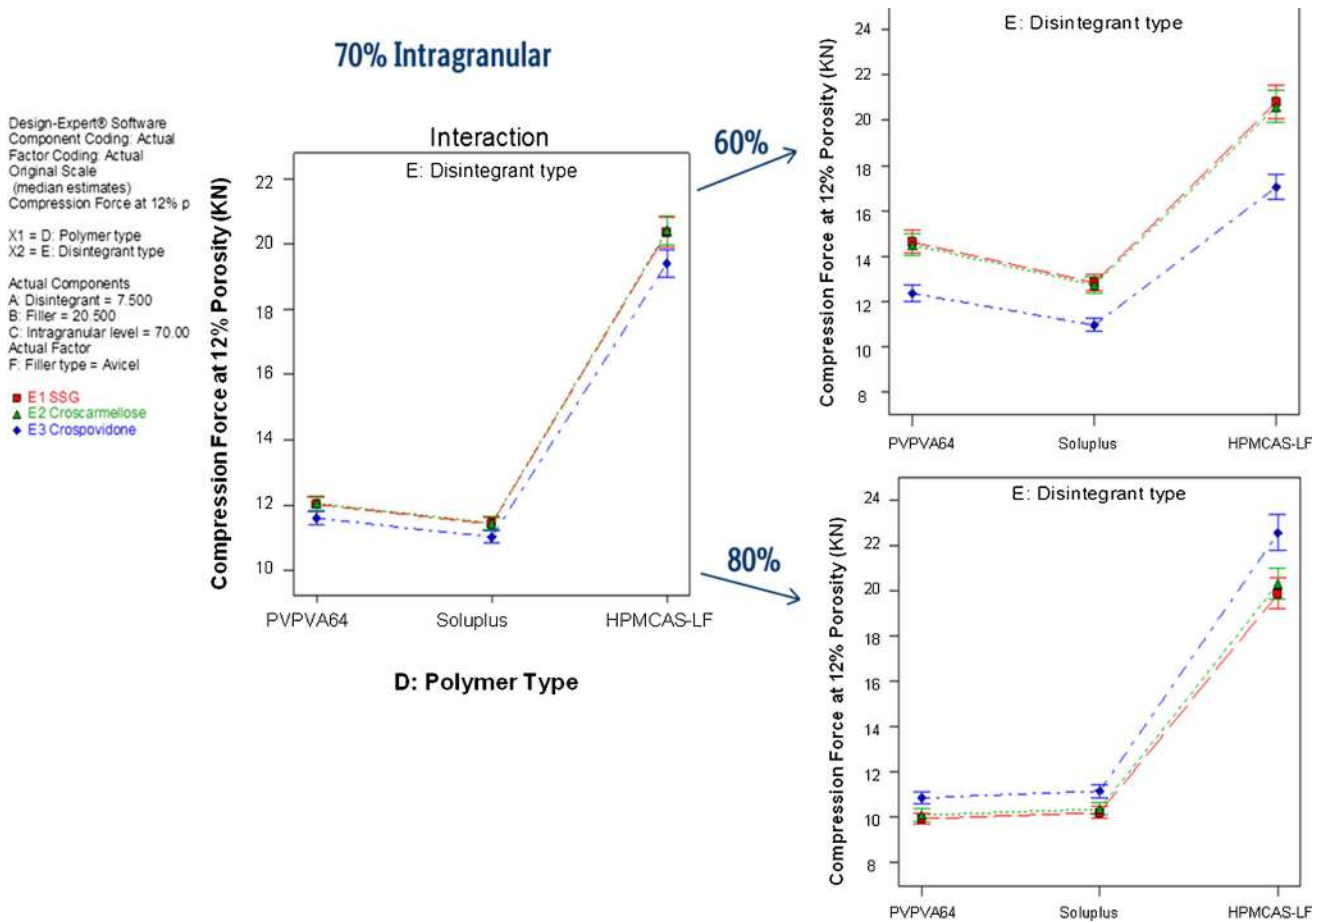 70% Intragranular
Design-Expert® Software
Component Coding: Actual
Factor Coding: Actual
Original Scale
(median estimates)
Compression Force at 12% p
X1 = D: Polymer type
X2 = E: Disintegrant type
Actual Components
A: Disintegrant = 7.500
B: Filler = 20.500
C: Intragranular level = 70.00
Actual Factor
F: Filler type = Avicel
E1 SSG
E2 Croscarmellose
E3 Crospovidone
Interaction
E: Disintegrant type
Compression Force at 12% Porosity (KN)
22
20
18
16
14
12
10
PVPVA64
Soluplus
HPMCAS-LF
D: Polymer Type
60%
80%
E: Disintegrant type
Compression Force at 12% Porosity (KN)
24
22
20
18
16
14
12
10
8
PVPVA64
Soluplus
HPMCAS-LF
E: Disintegrant type
Compression Force at 12% Porosity (KN)
24
22
20
18
16
14
12
10
8
PVPVA64
Soluplus
HPMCAS-LF